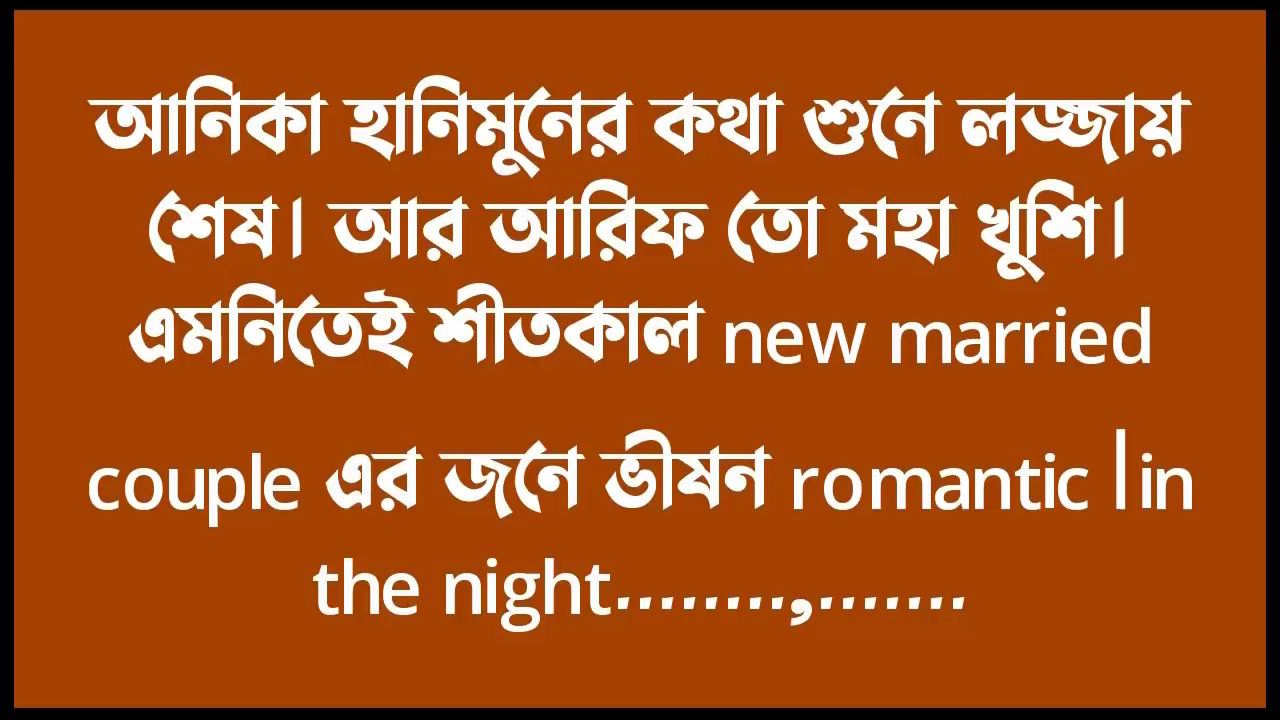 আনিকা হানিমুনের কথা শুনে লজ্জায়
শেষ। আর আরিফ তো মহা খুশি।
এমনিতেই শীতকাল new married
couple এর জনে ভীষন romantic।in
the night........,.......